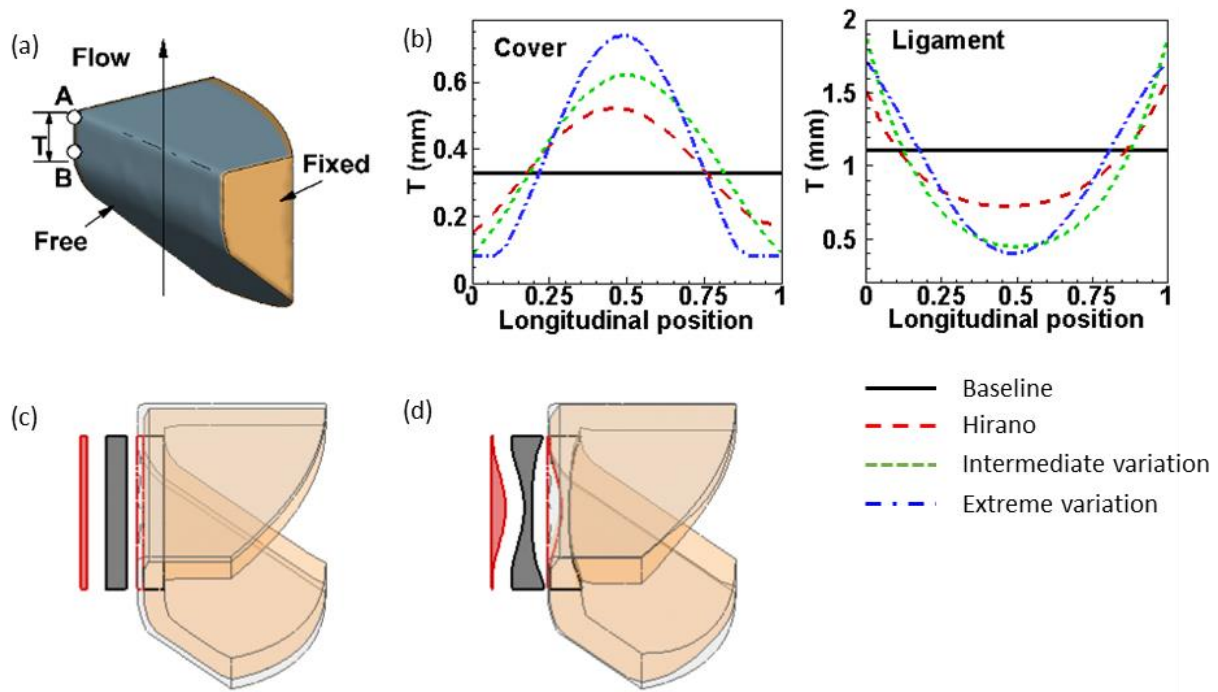 (a)
Flow
A
T
B
Fixed
Free
(b)
Cover
T (mm)
0.6
0.4
0.2
0
0 0.25 0.5 0.75 1
Longitudinal position
Ligament
T (mm)
2
1.5
1
0.5
0 0.25 0.5 0.75 1
Longitudinal position
(c)
(d)
Baseline
Hirano
Intermediate variation
Extreme variation